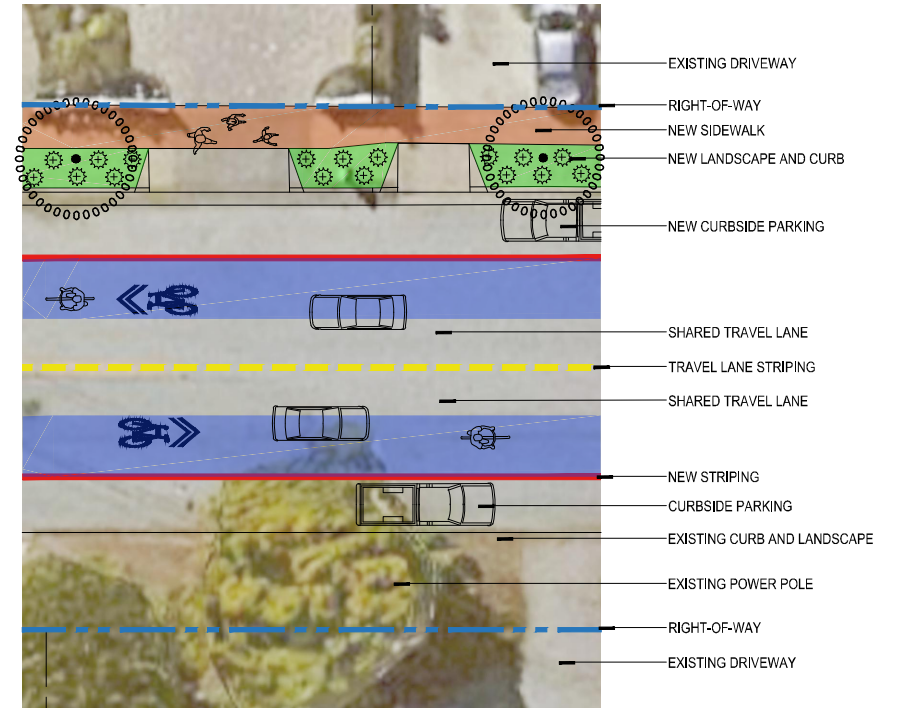 EXISTING DRIVEWAY
RIGHT-OF-WAY
NEW SIDEWALK
NEW LANDSCAPE AND CURB
NEW CURBSIDE PARKING
SHARED TRAVEL LANE
TRAVEL LANE STRIPING
SHARED TRAVEL LANE
NEW STRIPING
CURBSIDE PARKING
EXISTING CURB AND LANDSCAPE
EXISTING POWER POLE
RIGHT-OF-WAY
EXISTING DRIVEWAY